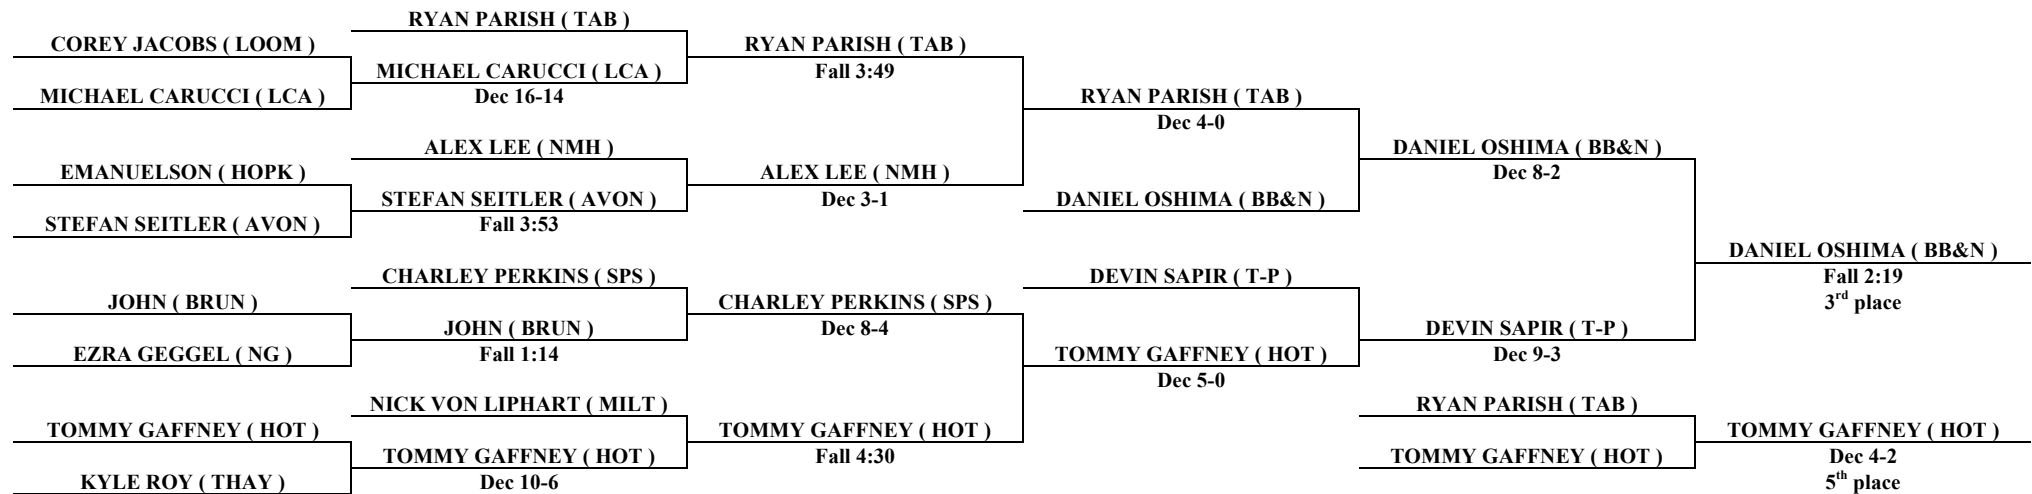 RYAN PARISH ( TAB )
COREY JACOBS ( LOOM )
MICHAEL CARUCCI ( LCA )
MICHAEL CARUCCI ( LCA )
Dec 16-14
RYAN PARISH ( TAB )
Fall 3:49
ALEX LEE ( NMH )
EMANUELSON ( HOPK )
STEFAN SEITLER ( AVON )
STEFAN SEITLER ( AVON )
Fall 3:53
ALEX LEE ( NMH )
Dec 3-1
RYAN PARISH ( TAB )
Dec 4-0
DANIEL OSHIMA ( BB&N )
DANIEL OSHIMA ( BB&N )
Dec 8-2
CHARLEY PERKINS ( SPS )
JOHN ( BRUN )
EZRA GEGGEL ( NG )
JOHN ( BRUN )
Fall 1:14
CHARLEY PERKINS ( SPS )
Dec 8-4
NICK VON LIPHART ( MILT )
TOMMY GAFFNEY ( HOT )
KYLE ROY ( THAY )
TOMMY GAFFNEY ( HOT )
Dec 10-6
TOMMY GAFFNEY ( HOT )
Fall 4:30
DEVIN SAPIR ( T-P )
TOMMY GAFFNEY ( HOT )
Dec 5-0
DEVIN SAPIR ( T-P )
Dec 9-3
DANIEL OSHIMA ( BB&N )
Fall 2:19
3rd place
RYAN PARISH ( TAB )
TOMMY GAFFNEY ( HOT )
TOMMY GAFFNEY ( HOT )
Dec 4-2
5th place